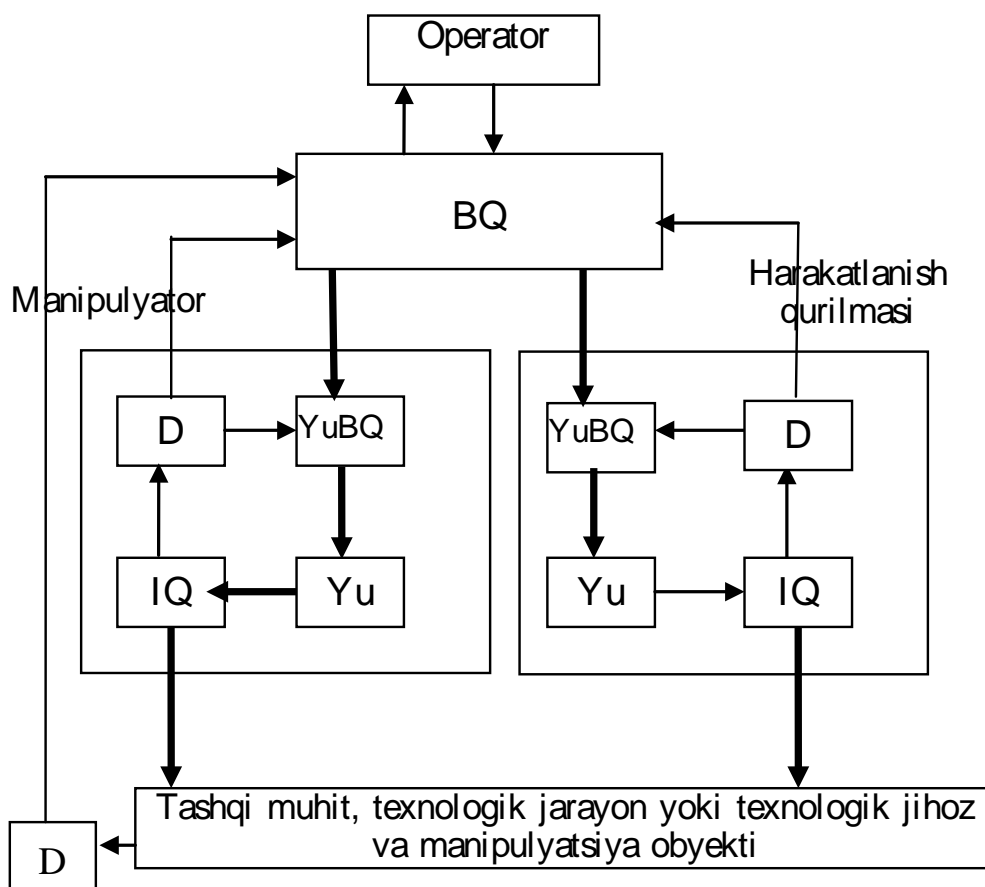 Operator
BQ
Manipulyator
Harakatlanish
qurilmasi
D
YuBQ
YuBQ
D
IQ
Yu
Yu
IQ
Tashqi muhit, texnologik jarayon yoki texnologik jihoz
va manipulyatsiya obyekti
D